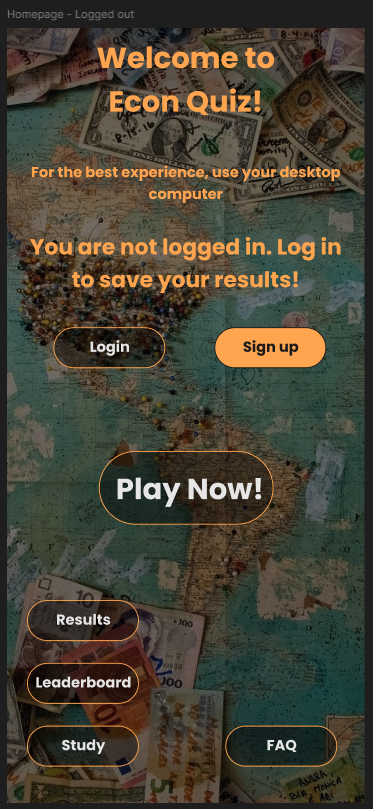 Homepage - Logged out
Welcome to
Econ Quiz!
For the best experience, use your desktop
computer
You are not logged in. Log in
to save your results!
Login
Sign up
Play Now!
Results
Leaderboard
Study
FAQ